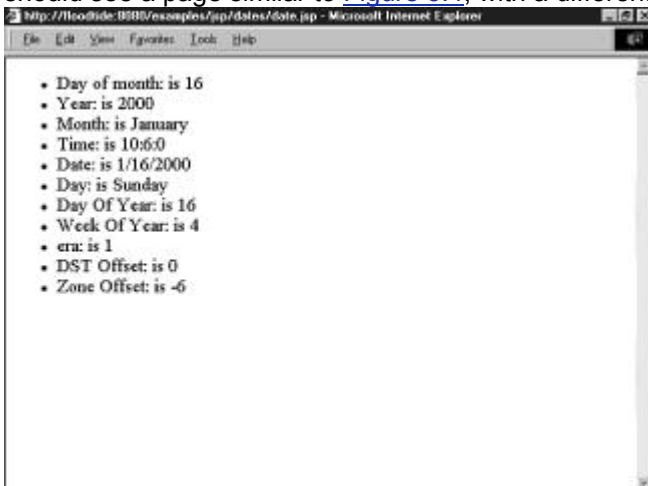 should see a page similar to Figure 3.1, with a different
http://floodtide:8080/examples/jsp/dates/date.jsp - Microsoft Internet Explorer
File Edit View Favorites Tools Help
• Day of month: is 16
• Year: is 2000
• Month: is January
• Time: is 10:6:0
• Date: is 1/16/2000
• Day: is Sunday
• Day Of Year: is 16
• Week Of Year: is 4
• era: is 1
• DST Offset: is 0
• Zone Offset: is -6